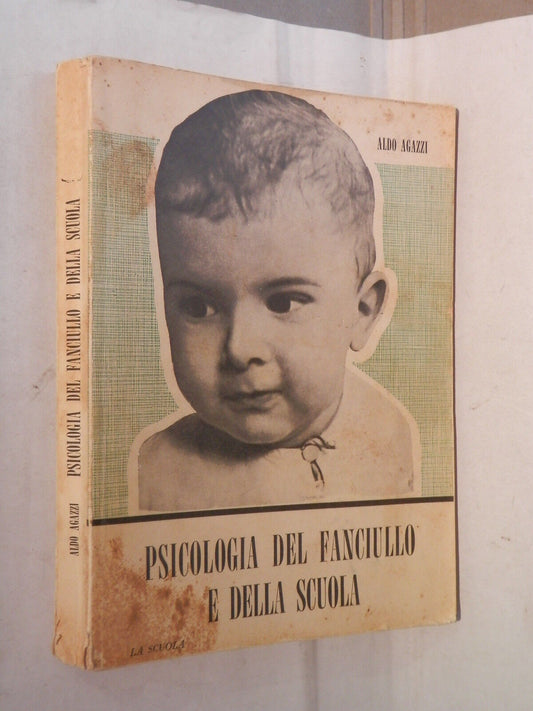 ALDO AGAZZI
PSICOLOGIA DEL FANCIULLO
E DELLA SCUOLA
LA SCUOLA
ALDO AGAZZI PSICOLOGIA DEL FANCIULLO E DELLA SCUOLA